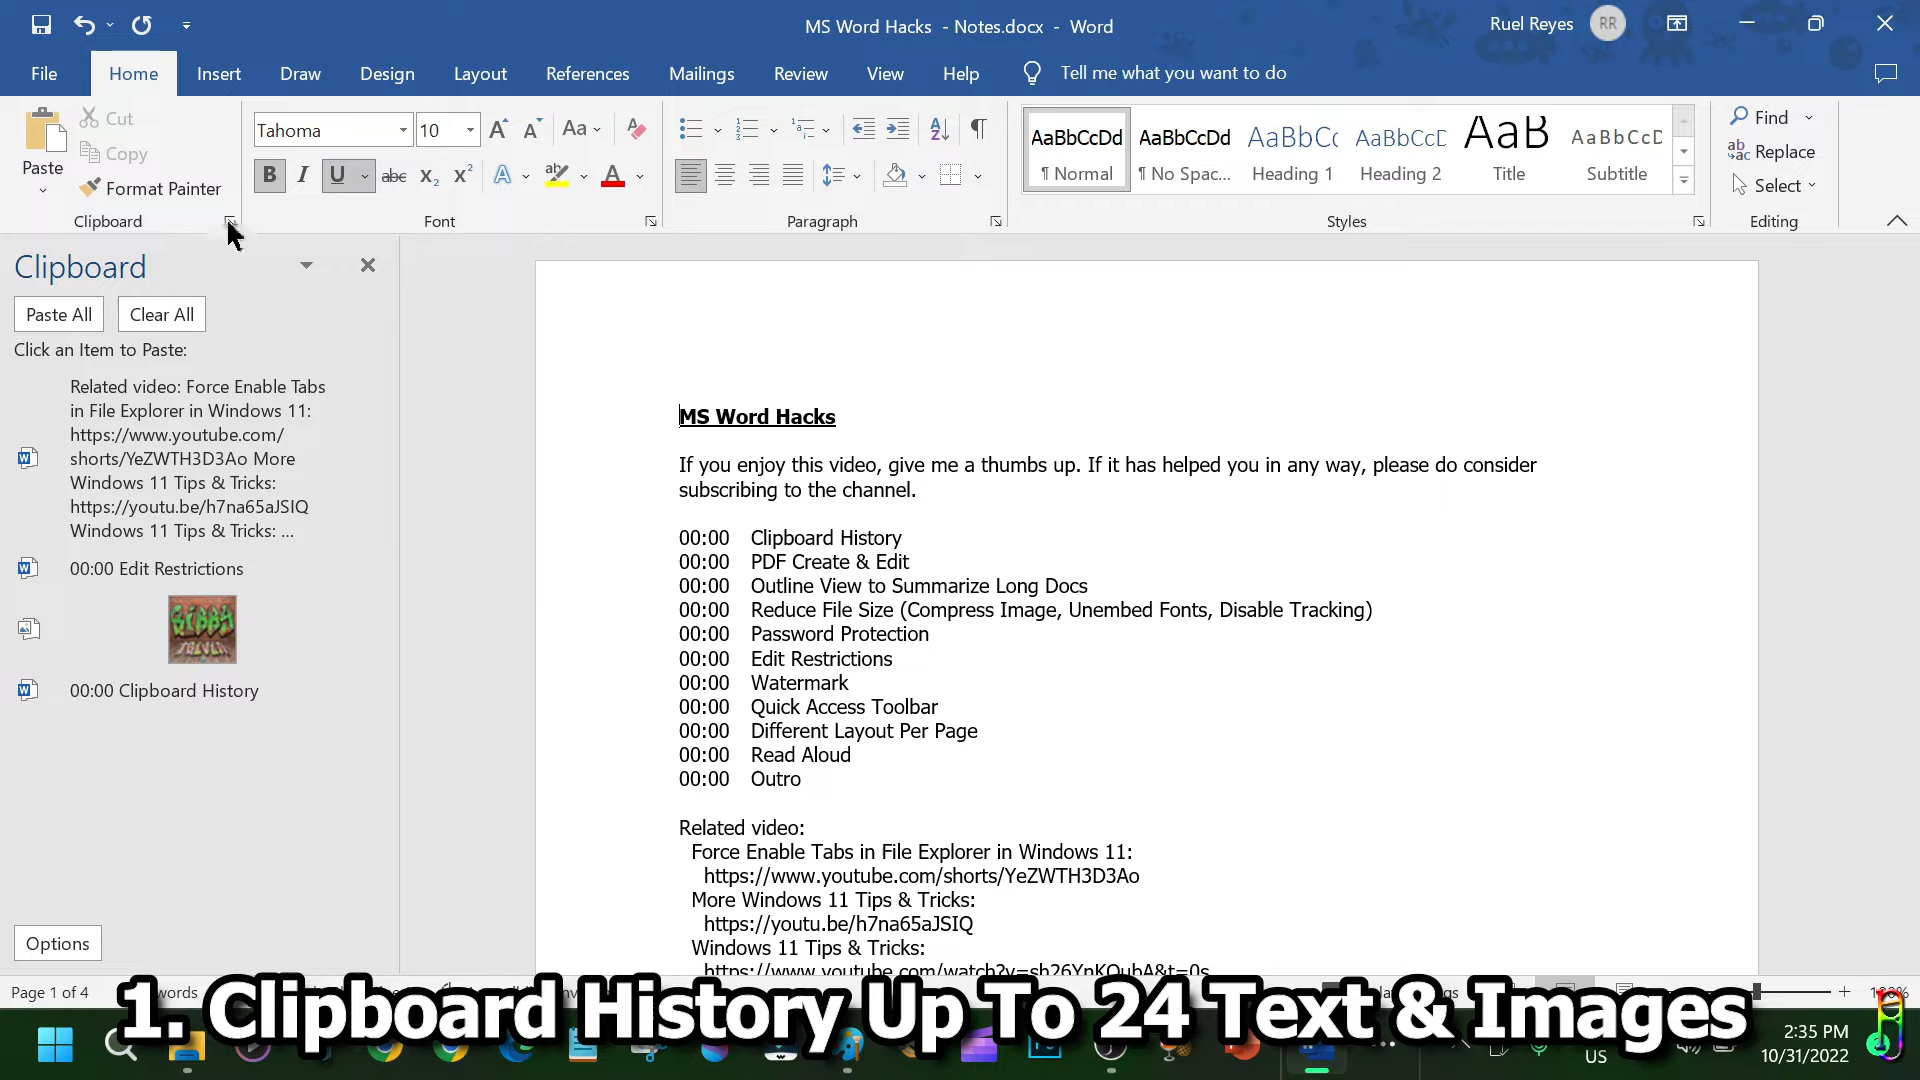 MS Word Hacks - Notes.docx - Word
Ruel Reyes
RR
File
Home
Insert
Draw
Design
Layout
References
Mailings
Review
View
Help
Tell me what you want to do
Paste
Cut
Copy
Format Painter
Clipboard
Tahoma
10
Aa
B I U abc x₂ x² A ab A
Font
Paragraph
AaBbCcDd
¶ Normal
AaBbCcDd
¶ No Spac...
AaBbC
Heading 1
AaBbCcC
Heading 2
AaB
Title
AaBbCcC
Subtitle
Styles
Find
Replace
Select
Editing
Clipboard
Paste All
Clear All
Click an Item to Paste:
Related video: Force Enable Tabs
in File Explorer in Windows 11:
https://www.youtube.com/
shorts/YeZWTH3D3Ao More
Windows 11 Tips & Tricks:
https://youtu.be/h7na65aJSIQ
Windows 11 Tips & Tricks: ...
00:00 Edit Restrictions
00:00 Clipboard History
Options
MS Word Hacks
If you enjoy this video, give me a thumbs up. If it has helped you in any way, please do consider
subscribing to the channel.
00:00 Clipboard History
00:00 PDF Create & Edit
00:00 Outline View to Summarize Long Docs
00:00 Reduce File Size (Compress Image, Unembed Fonts, Disable Tracking)
00:00 Password Protection
00:00 Edit Restrictions
00:00 Watermark
00:00 Quick Access Toolbar
00:00 Different Layout Per Page
00:00 Read Aloud
00:00 Outro
Related video:
Force Enable Tabs in File Explorer in Windows 11:
https://www.youtube.com/shorts/YeZWTH3D3Ao
More Windows 11 Tips & Tricks:
https://youtu.be/h7na65aJSIQ
Windows 11 Tips & Tricks:
Page 1 of 4
words
1. Clipboard History Up To 24 Text & Images
US
2:35 PM
10/31/2022